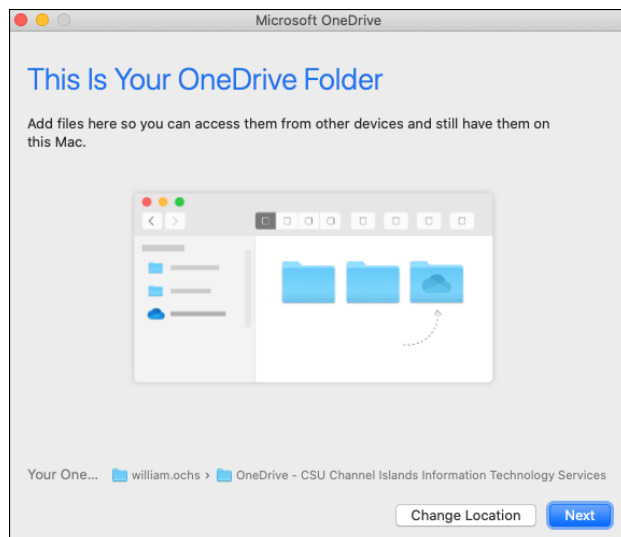 Microsoft OneDrive
This Is Your OneDrive Folder
Add files here so you can access them from other devices and still have them on
this Mac.
Your One... william.ochs › OneDrive - CSU Channel Islands Information Technology Services
Change Location Next